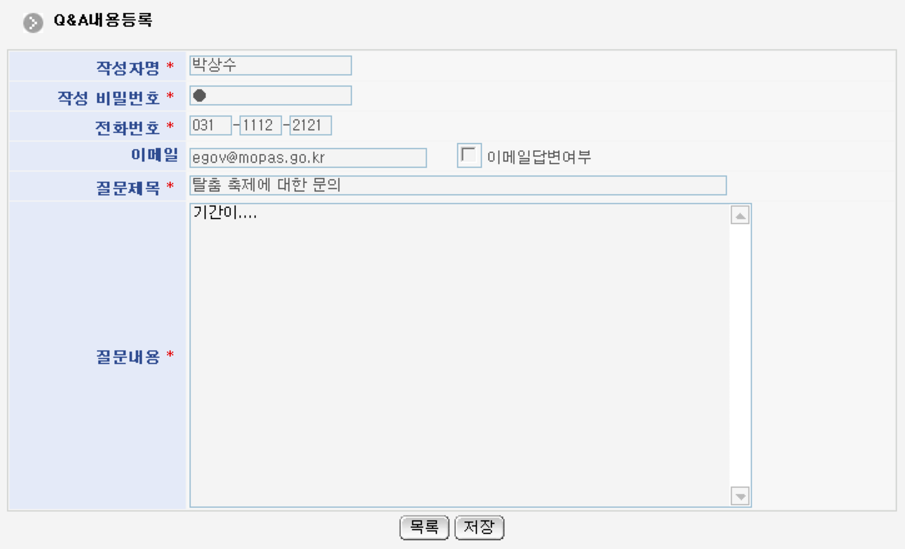 Q&A내용등록
작성자명 * 박상수
작성 비밀번호 * ●
전화번호 * 031 -1112 -2121
이메일 egov@mopas.go.kr 이메일답변여부
질문제목 * 탈춤 축제에 대한 문의
기간이....
질문내용 *
목록 저장